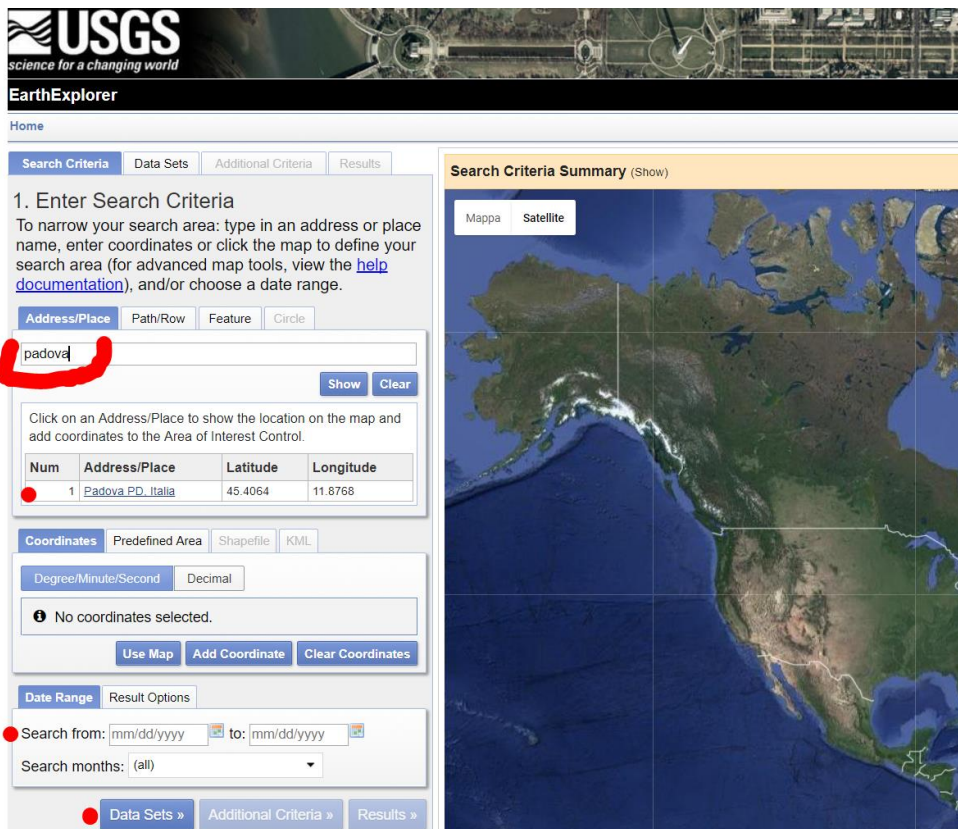 USGS
science for a changing world
EarthExplorer
Home
Search Criteria Data Sets Additional Criteria Results
1. Enter Search Criteria
To narrow your search area: type in an address or place
name, enter coordinates or click the map to define your
search area (for advanced map tools, view the help
documentation), and/or choose a date range.
Address/Place Path/Row Feature Circle
padova
Show Clear
Click on an Address/Place to show the location on the map and
add coordinates to the Area of Interest Control.
Num Address/Place Latitude Longitude
1 Padova PD, Italia 45.4064 11.8768
Coordinates Predefined Area Shapefile KML
Degree/Minute/Second Decimal
No coordinates selected.
Use Map Add Coordinate Clear Coordinates
Date Range Result Options
Search from: mm/dd/yyyy to: mm/dd/yyyy
Search months: (all)
Data Sets » Additional Criteria » Results »
Search Criteria Summary (Show)
Mappa Satellite